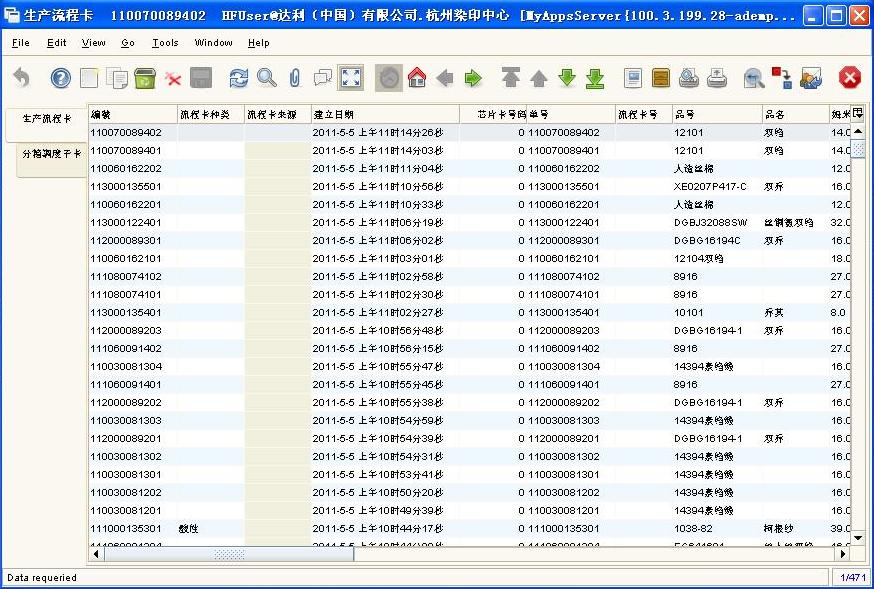 生产流程卡 110070089402 HFUser@达利（中国）有限公司.杭州染印中心 [MyAppsServer{100.3.199.28-ademp...
File Edit View Go Tools Window Help
生产流程卡
分箱调度子卡
编装 流程卡种类 流程卡来源 建立日期 芯片卡号码 单号 流程卡号 品号 品名 姆米
110070089402 2011-5-5 上午11时14分26秒 0 110070089402 12101 双绉 14.0
110070089401 2011-5-5 上午11时14分03秒 0 110070089401 12101 双绉 14.0
110060162202 2011-5-5 上午11时11分04秒 0 110060162202 人造丝棉 12.0
113000135501 2011-5-5 上午11时10分56秒 0 113000135501 XE0207P417-C 双乔 16.0
110060162201 2011-5-5 上午11时10分33秒 0 110060162201 人造丝棉 12.0
113000122401 2011-5-5 上午11时06分19秒 0 113000122401 DGBJ32088SW 丝铜氨双绉 32.0
112000089301 2011-5-5 上午11时06分02秒 0 112000089301 DGBG16194C 双乔 16.0
110060162101 2011-5-5 上午11时03分01秒 0 110060162101 12104双绉 18.0
111080074102 2011-5-5 上午11时02分58秒 0 111080074102 8916 27.0
111080074101 2011-5-5 上午11时02分30秒 0 111080074101 8916 27.0
113000135401 2011-5-5 上午11时02分27秒 0 113000135401 10101 乔其 8.0
112000089203 2011-5-5 上午10时56分48秒 0 112000089203 DGBG16194-1 双乔 16.0
111060091402 2011-5-5 上午10时56分15秒 0 111060091402 8916 27.0
110030081304 2011-5-5 上午10时55分47秒 0 110030081304 14394素绉缎 16.0
111060091401 2011-5-5 上午10时55分45秒 0 111060091401 8916 27.0
112000089202 2011-5-5 上午10时55分38秒 0 112000089202 DGBG16194-1 双乔 16.0
110030081303 2011-5-5 上午10时54分59秒 0 110030081303 14394素绉缎 16.0
112000089201 2011-5-5 上午10时54分39秒 0 112000089201 DGBG16194-1 双乔 16.0
110030081302 2011-5-5 上午10时54分31秒 0 110030081302 14394素绉缎 16.0
110030081301 2011-5-5 上午10时53分41秒 0 110030081301 14394素绉缎 16.0
110030081202 2011-5-5 上午10时50分20秒 0 110030081202 14394素绉缎 16.0
110030081201 2011-5-5 上午10时49分39秒 0 110030081201 14394素绉缎 16.0
111000135301 酸性 2011-5-5 上午10时44分17秒 0 111000135301 1038-82 柯根纱 39.0
Data requeried 1/471